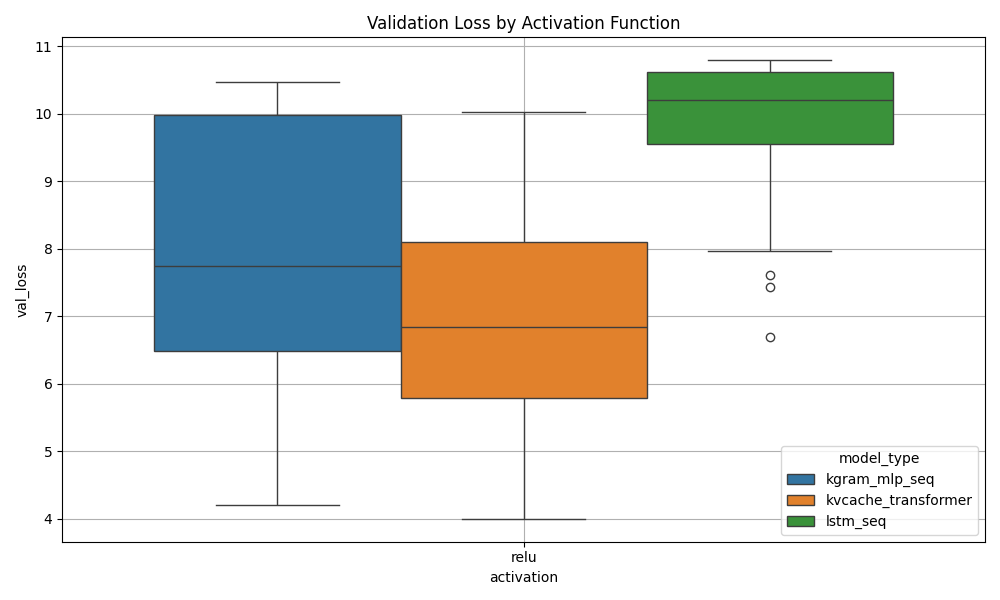 Validation Loss by Activation Function
11
10
9
8
7
6
5
4
val_loss
relu
activation
model_type
kgram_mlp_seq
kvcache_transformer
lstm_seq